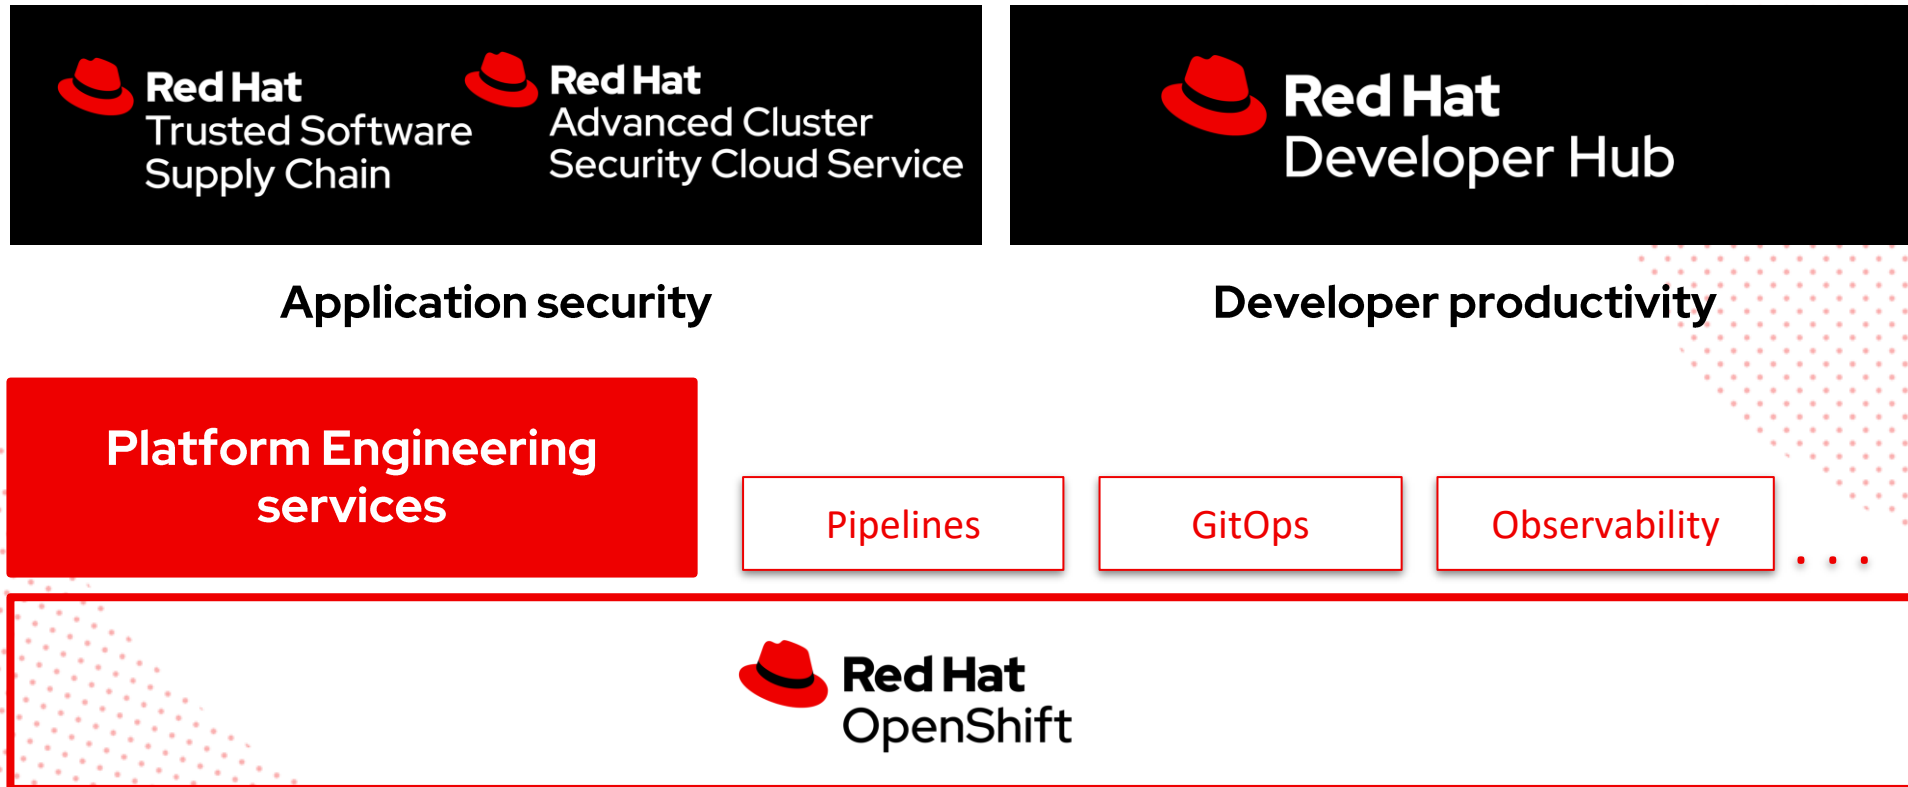 Red Hat
Trusted Software
Supply Chain
Red Hat
Advanced Cluster
Security Cloud Service
Red Hat
Developer Hub
Application security
Developer productivity
Platform Engineering
services
Pipelines
GitOps
Observability
...
Red Hat
OpenShift